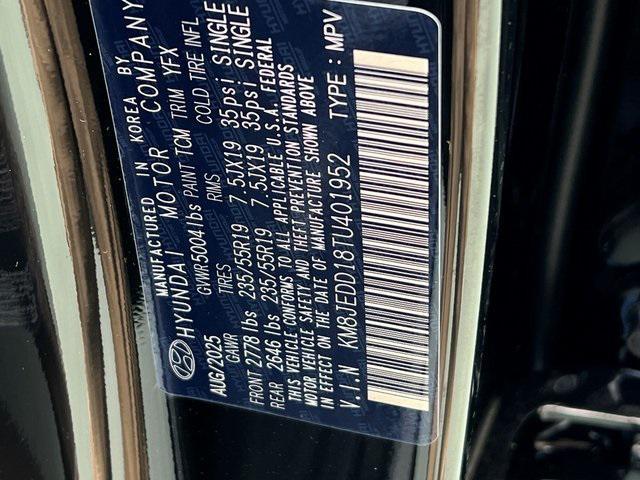 MANUFACTURED IN KOREA BY
HYUNDAI MOTOR COMPANY
AUG/2025 GVWR 5004 lbs PAINT TCM TRIM YFX
GAWR TIRES RIMS COLD TIRE INFL
FRONT 2778 lbs 235/55R19 7.5JX19 35psi SINGLE
REAR 2646 lbs 235/55R19 7.5JX19 35psi SINGLE
THIS VEHICLE CONFORMS TO ALL APPLICABLE U.S.A. FEDERAL
MOTOR VEHICLE SAFETY AND THEFT PREVENTION STANDARDS
IN EFFECT ON THE DATE OF MANUFACTURE SHOWN ABOVE
V.I.N KM8JEDD18TU401952 TYPE : MPV